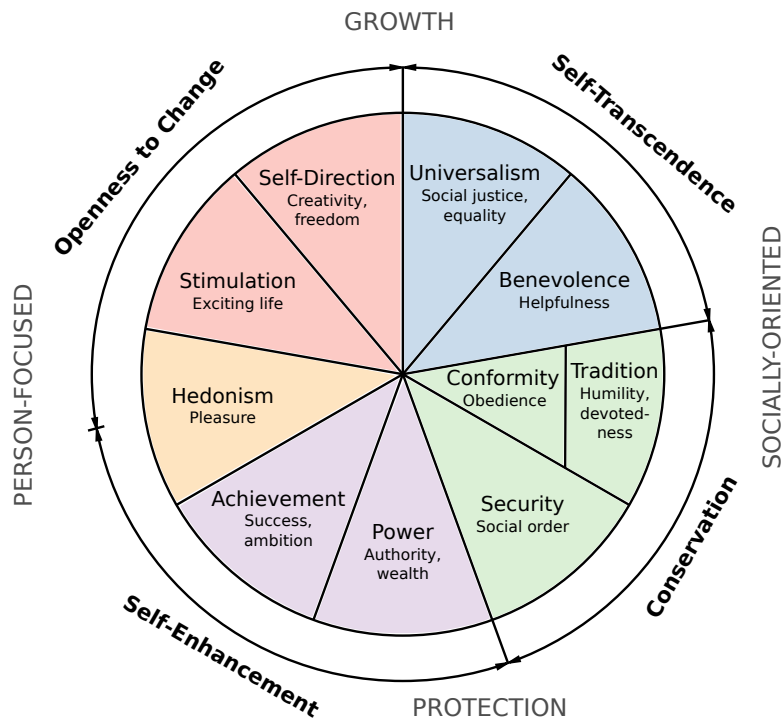 GROWTH
Openness to Change
Self-Transcendence
Self-Direction
Creativity,
freedom
Universalism
Social justice,
equality
Stimulation
Exciting life
Benevolence
Helpfulness
PERSON-FOCUSED
SOCIALLY-ORIENTED
Hedonism
Pleasure
Conformity
Obedience
Tradition
Humility,
devoted-
ness
Achievement
Success,
ambition
Power
Authority,
wealth
Security
Social order
Self-Enhancement
Conservation
PROTECTION